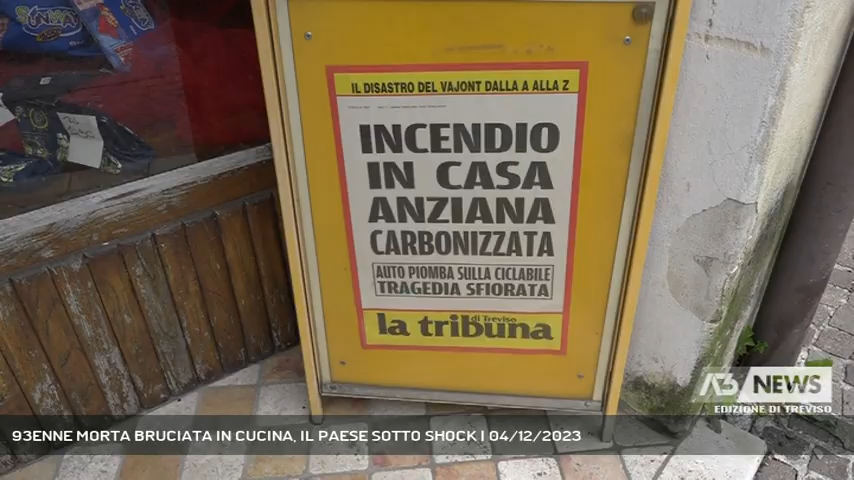 IL DISASTRO DEL VAJONT DALLA A ALLA Z
INCENDIO
IN CASA
ANZIANA
CARBONIZZATA
AUTO PIOMBA SULLA CICLABILE
TRAGEDIA SFIORATA
la tribuna
di Treviso
A3 NEWS
EDIZIONE DI TREVISO
93ENNE MORTA BRUCIATA IN CUCINA, IL PAESE SOTTO SHOCK | 04/12/2023